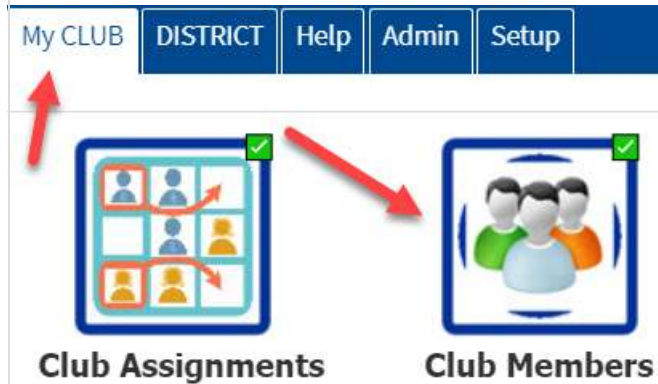 My CLUB DISTRICT Help Admin Setup
Club Assignments Club Members